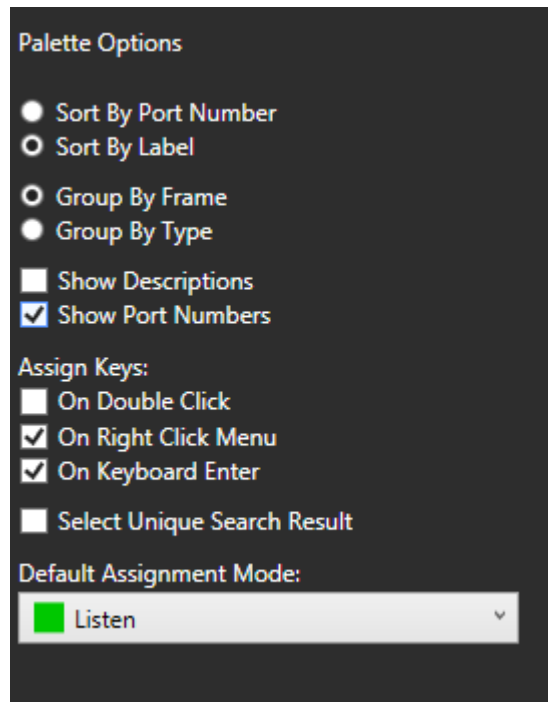 Palette Options
Sort By Port Number
Sort By Label
Group By Frame
Group By Type
Show Descriptions
Show Port Numbers
Assign Keys:
On Double Click
On Right Click Menu
On Keyboard Enter
Select Unique Search Result
Default Assignment Mode:
Listen